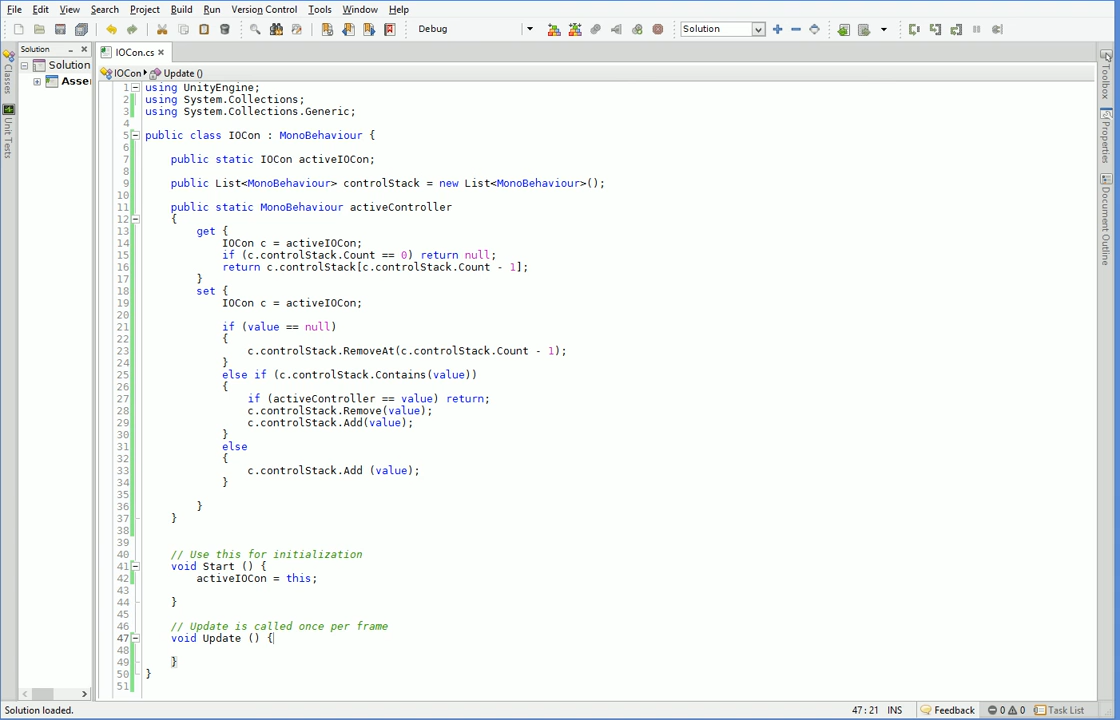 File Edit View Search Project Build Run Version Control Tools Window Help
Debug Solution
Solution
IOCon.cs
IOCon Update ()
Classes
Unit Tests
Solution
Asse
1 using UnityEngine;
2 using System.Collections;
3 using System.Collections.Generic;
4
5 public class IOCon : MonoBehaviour {
6
7 public static IOCon activeIOCon;
8
9 public List<MonoBehaviour> controlStack = new List<MonoBehaviour>();
10
11 public static MonoBehaviour activeController
12 {
13 get {
14 IOCon c = activeIOCon;
15 if (c.controlStack.Count == 0) return null;
16 return c.controlStack[c.controlStack.Count - 1];
17 }
18 set {
19 IOCon c = activeIOCon;
20
21 if (value == null)
22 {
23 c.controlStack.RemoveAt(c.controlStack.Count - 1);
24 }
25 else if (c.controlStack.Contains(value))
26 {
27 if (activeController == value) return;
28 c.controlStack.Remove(value);
29 c.controlStack.Add(value);
30 }
31 else
32 {
33 c.controlStack.Add (value);
34 }
35
36 }
37 }
38
39
40 // Use this for initialization
41 void Start () {
42 activeIOCon = this;
43
44 }
45
46 // Update is called once per frame
47 void Update () {
48
49 }
50 }
51
Toolbox
Properties
Document Outline
Solution loaded. 47 : 21 INS Feedback 0 0 Task List